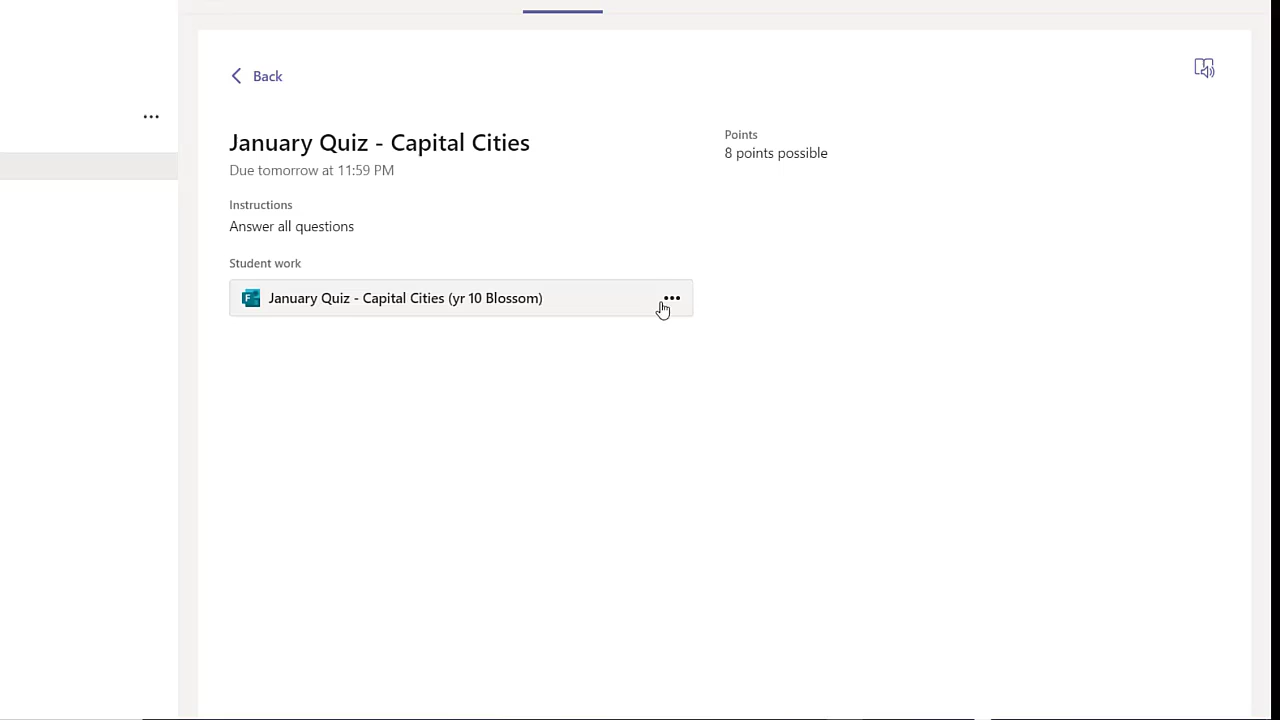 Back
January Quiz - Capital Cities
Due tomorrow at 11:59 PM
Points
8 points possible
Instructions
Answer all questions
Student work
January Quiz - Capital Cities (yr 10 Blossom)